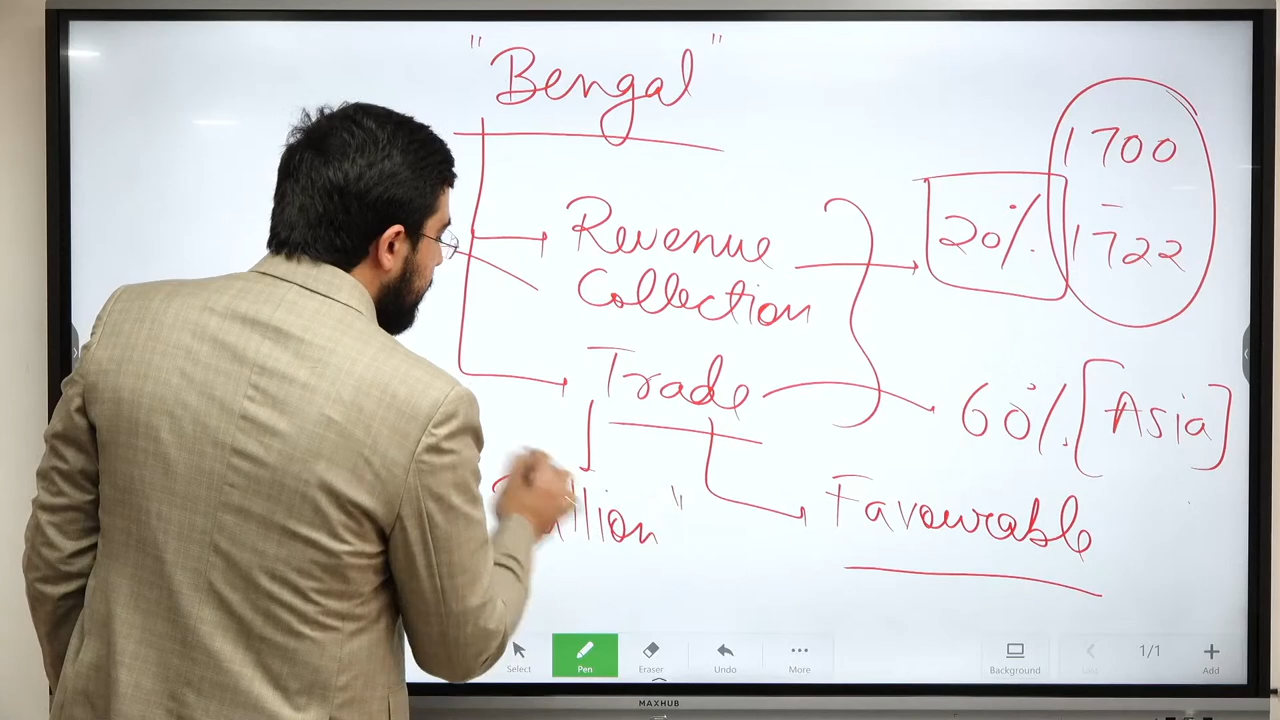 "Bengal"
Revenue
Collection
20%
1700
-
1722
Trade
60% [Asia]
Favourable
Select
Pen
Eraser
Undo
More
Background
1/1
Add
MAXHUB